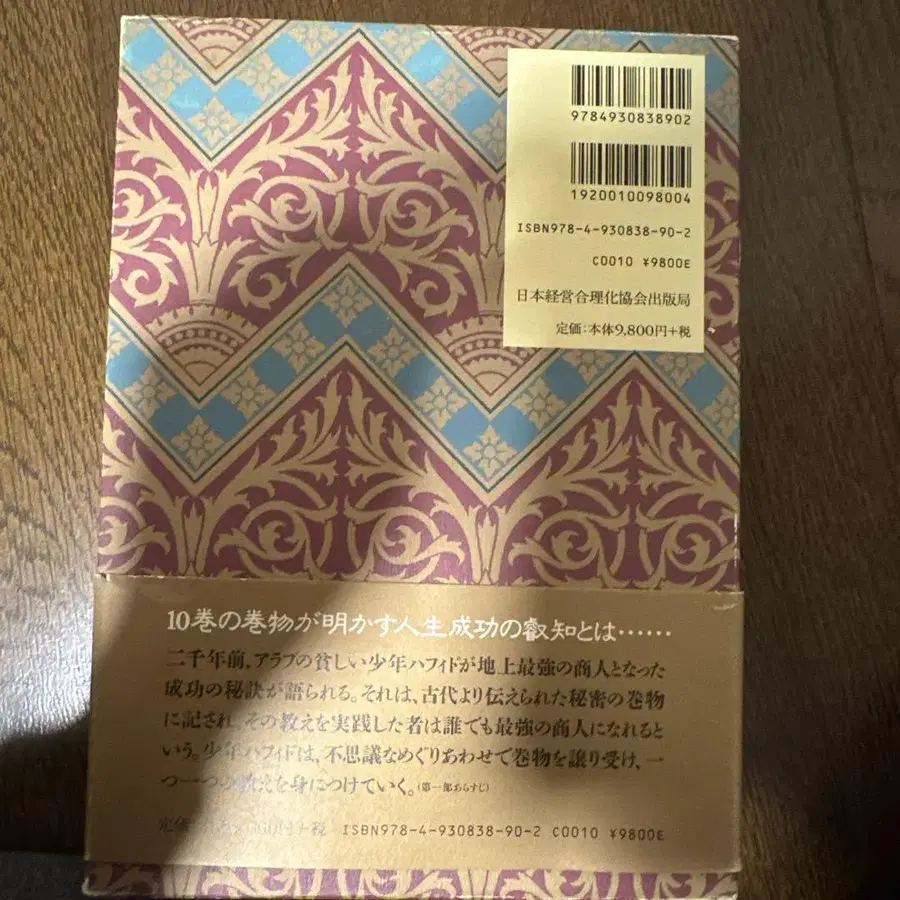 9784930838902
1920010098004
ISBN978-4-930838-90-2
C0010 ¥9800E
日本経営合理化協会出版局
定価:本体9,800円+税
10巻の巻物が明かす人生成功の叡知とは……
二千年前、アラブの貧しい少年ハフィドが地上最強の商人となった
成功の秘訣が語られる。それは、古代より伝えられた秘密の巻物
に記され、その教えを実践した者は誰でも最強の商人になれると
いう。少年ハフィドは、不思議なめぐりあわせで巻物を譲り受け、一
つ一つの教えを身につけていく。(第一部あらすじ)
定価 円+税 ISBN978-4-930838-90-2 C0010 ¥9800E